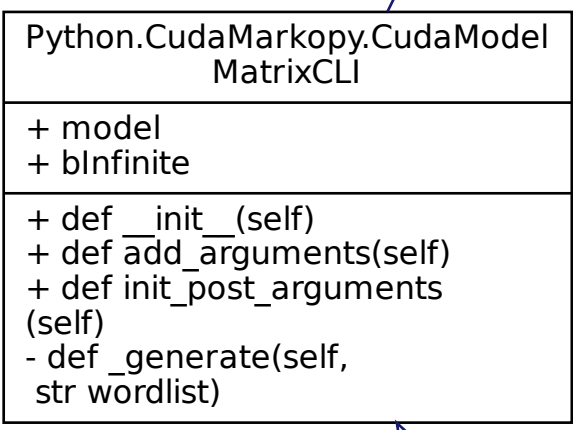 Python.CudaMarkopy.CudaModel
MatrixCLI
+ model
+ bInfinite
+ def __init__(self)
+ def add_arguments(self)
+ def init_post_arguments
(self)
- def _generate(self,
str wordlist)